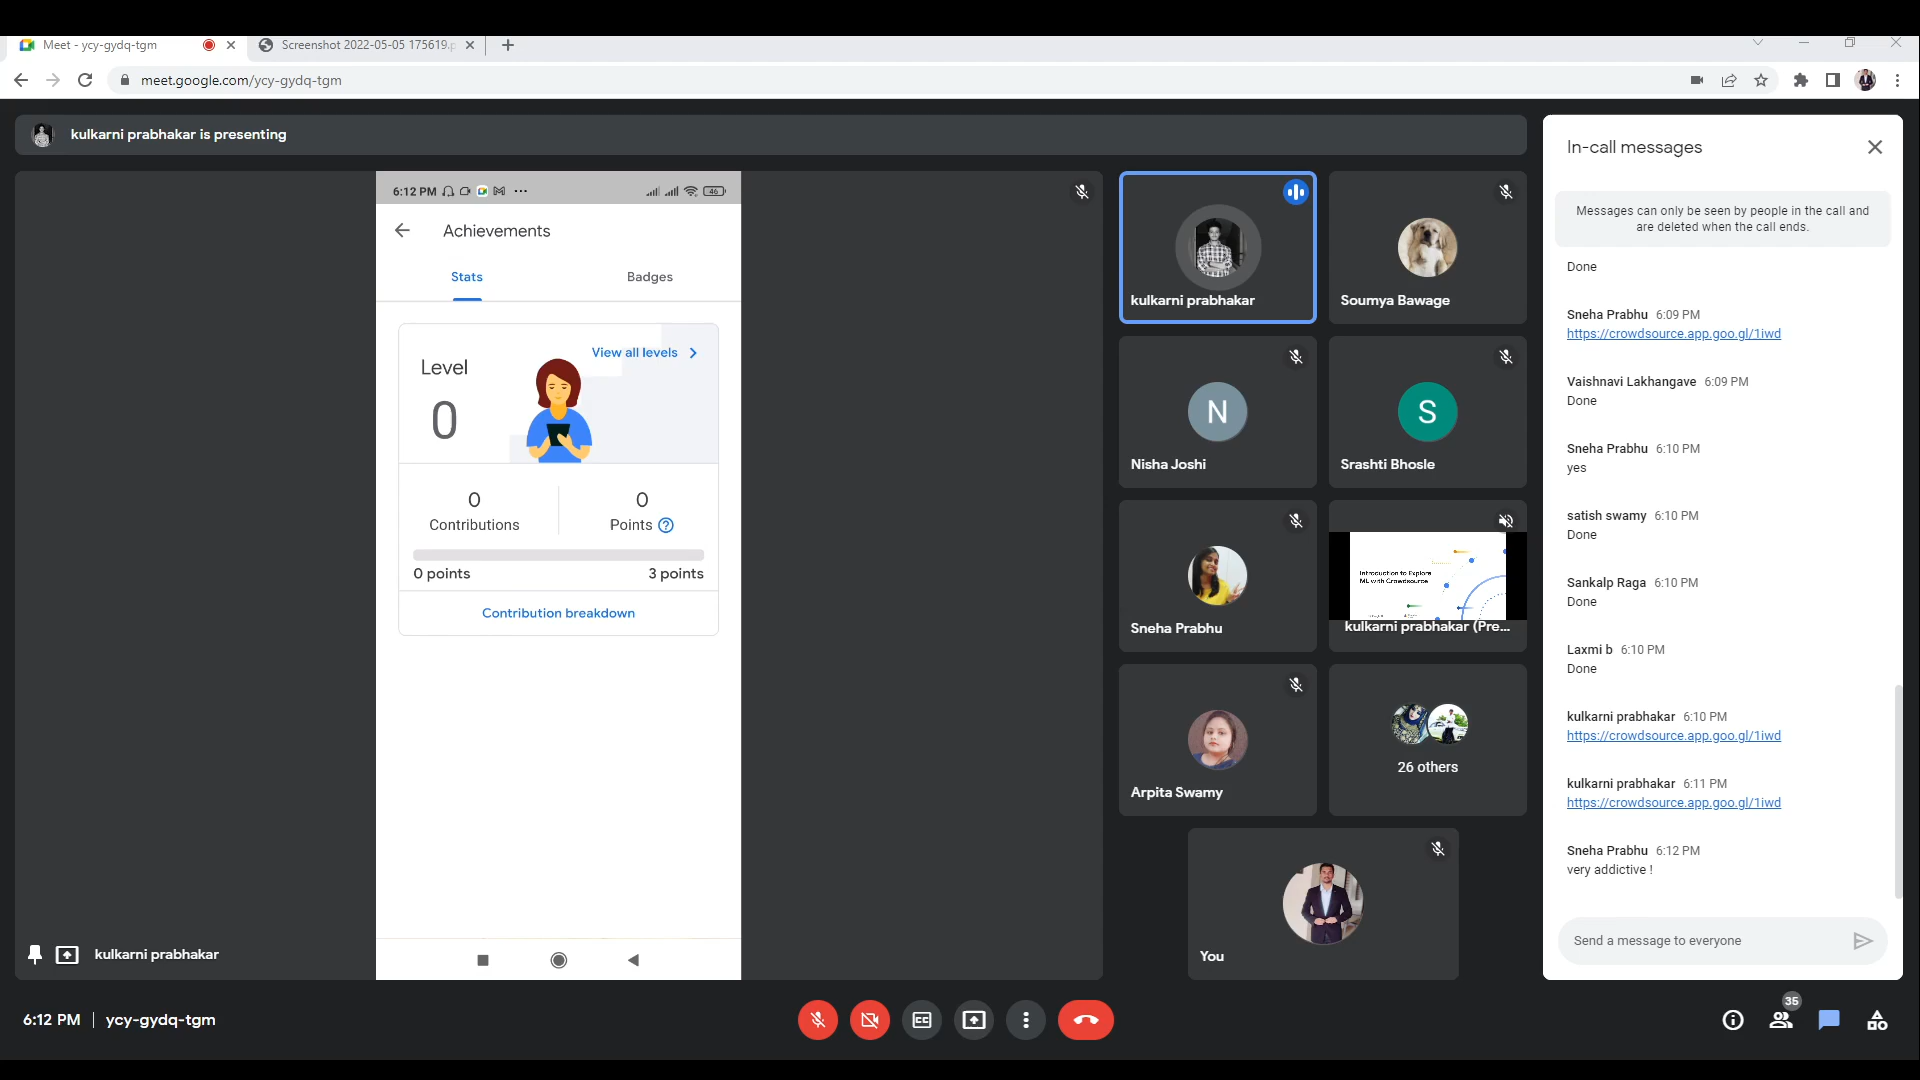 Meet - ycy-gydq-tgm
Screenshot 2022-05-05 175619.p
meet.google.com/ycy-gydq-tgm
kulkarni prabhakar is presenting
6:12 PM
46
Achievements
Stats
Badges
View all levels
Level
0
0
Contributions
0
Points
0 points
3 points
Contribution breakdown
kulkarni prabhakar
kulkarni prabhakar
Soumya Bawage
N
Nisha Joshi
S
Srashti Bhosle
Sneha Prabhu
Introduction to Explore
ML with Crowdsource
kulkarni prabhakar (Pre...
Arpita Swamy
26 others
You
In-call messages
Messages can only be seen by people in the call and
are deleted when the call ends.
Done
Sneha Prabhu 6:09 PM
https://crowdsource.app.goo.gl/1iwd
Vaishnavi Lakhangave 6:09 PM
Done
Sneha Prabhu 6:10 PM
yes
satish swamy 6:10 PM
Done
Sankalp Raga 6:10 PM
Done
Laxmi b 6:10 PM
Done
kulkarni prabhakar 6:10 PM
https://crowdsource.app.goo.gl/1iwd
kulkarni prabhakar 6:11 PM
https://crowdsource.app.goo.gl/1iwd
Sneha Prabhu 6:12 PM
very addictive !
Send a message to everyone
6:12 PM | ycy-gydq-tgm
35